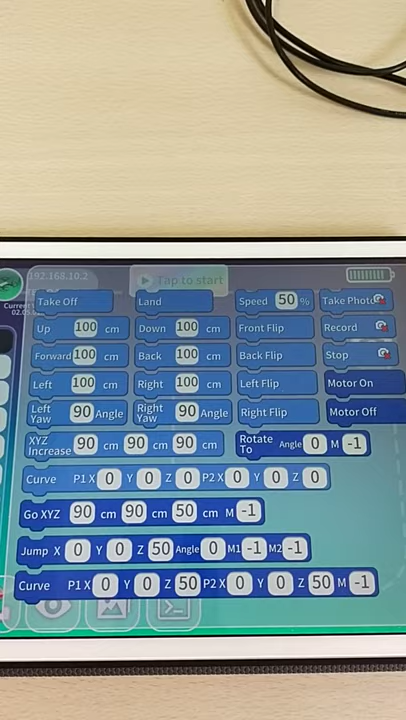 192.168.10.2
Tap to start
Current
02.05.
Take Off Land Speed 50 % Take Photo
Up 100 cm Down 100 cm Front Flip Record
Forward 100 cm Back 100 cm Back Flip Stop
Left 100 cm Right 100 cm Left Flip Motor On
Left Yaw 90 Angle Right Yaw 90 Angle Right Flip Motor Off
XYZ Increase 90 cm 90 cm 90 cm Rotate To Angle 0 M -1
Curve P1 X 0 Y 0 Z 0 P2 X 0 Y 0 Z 0
Go XYZ 90 cm 90 cm 50 cm M -1
Jump X 0 Y 0 Z 50 Angle 0 M1 -1 M2 -1
Curve P1 X 0 Y 0 Z 50 P2 X 0 Y 0 Z 50 M -1